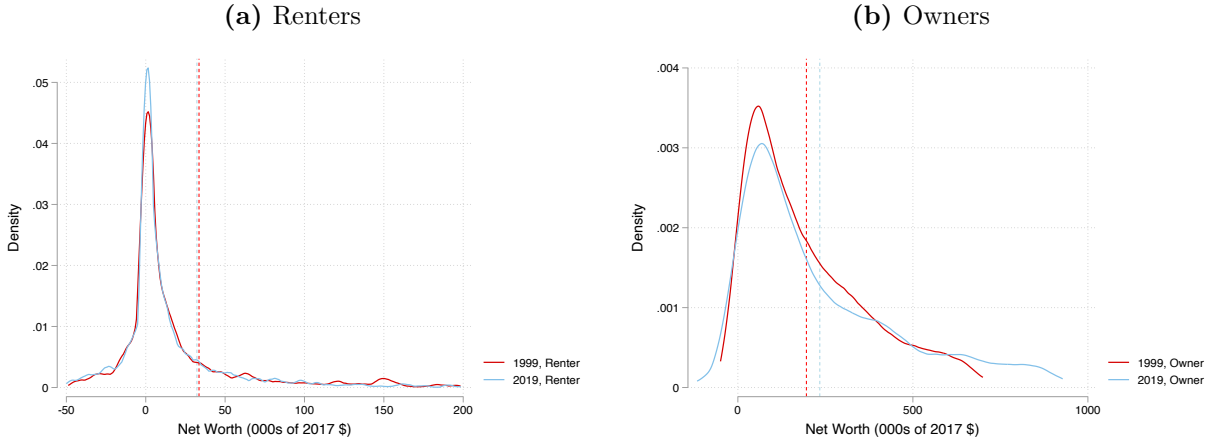 (a) Renters
.05
.04
.03
.02
.01
0
Density
-50 0 50 100 150 200
Net Worth (000s of 2017 $)
1999, Renter
2019, Renter
(b) Owners
.004
.003
.002
.001
0
Density
0 500 1000
Net Worth (000s of 2017 $)
1999, Owner
2019, Owner